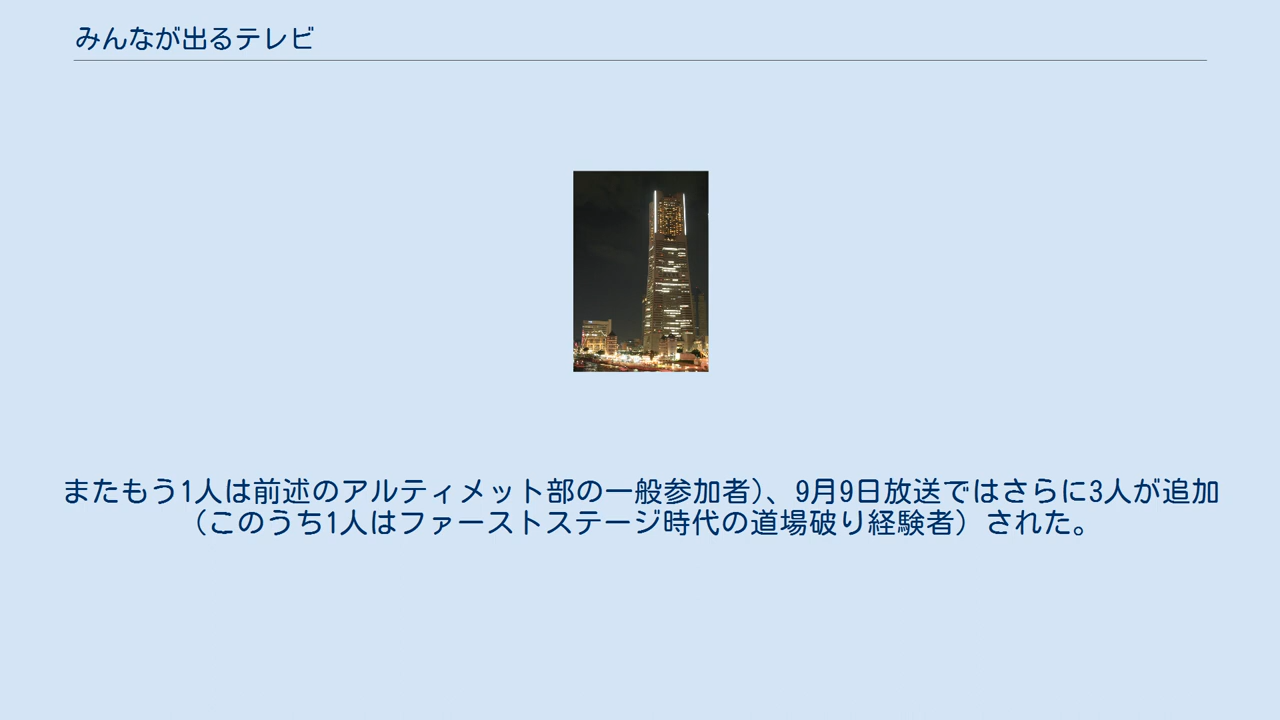 みんなが出るテレビ
またもう1人は前述のアルティメット部の一般参加者)、9月9日放送ではさらに3人が追加
（このうち1人はファーストステージ時代の道場破り経験者）された。